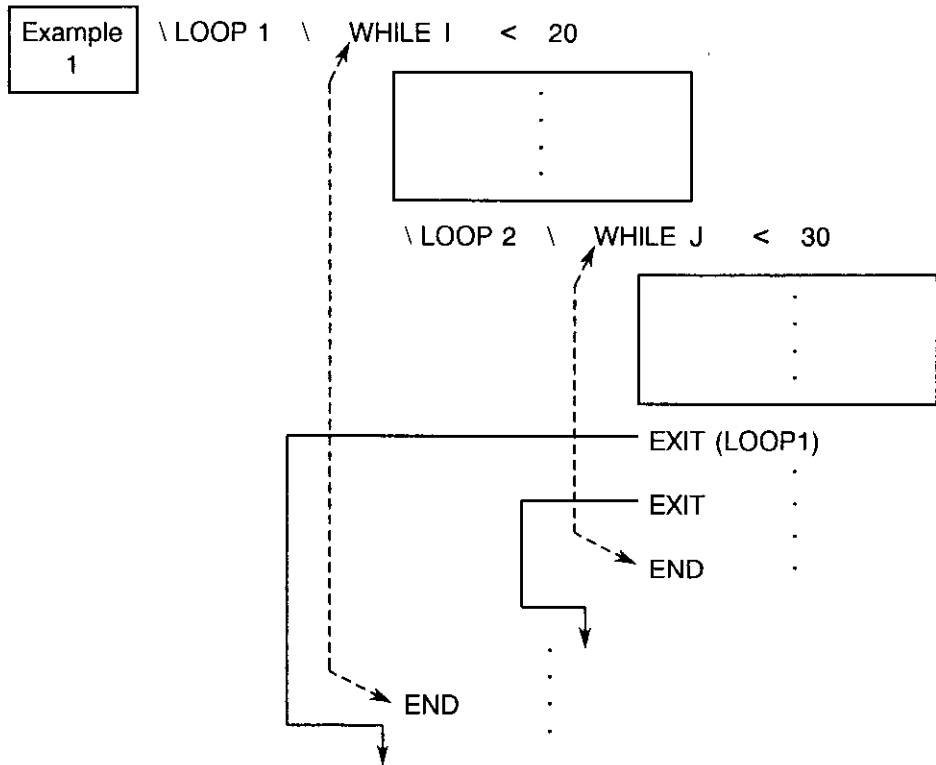 Example
1
\ LOOP 1 \ WHILE I < 20
\ LOOP 2 \ WHILE J < 30
EXIT (LOOP1)
EXIT
END
END